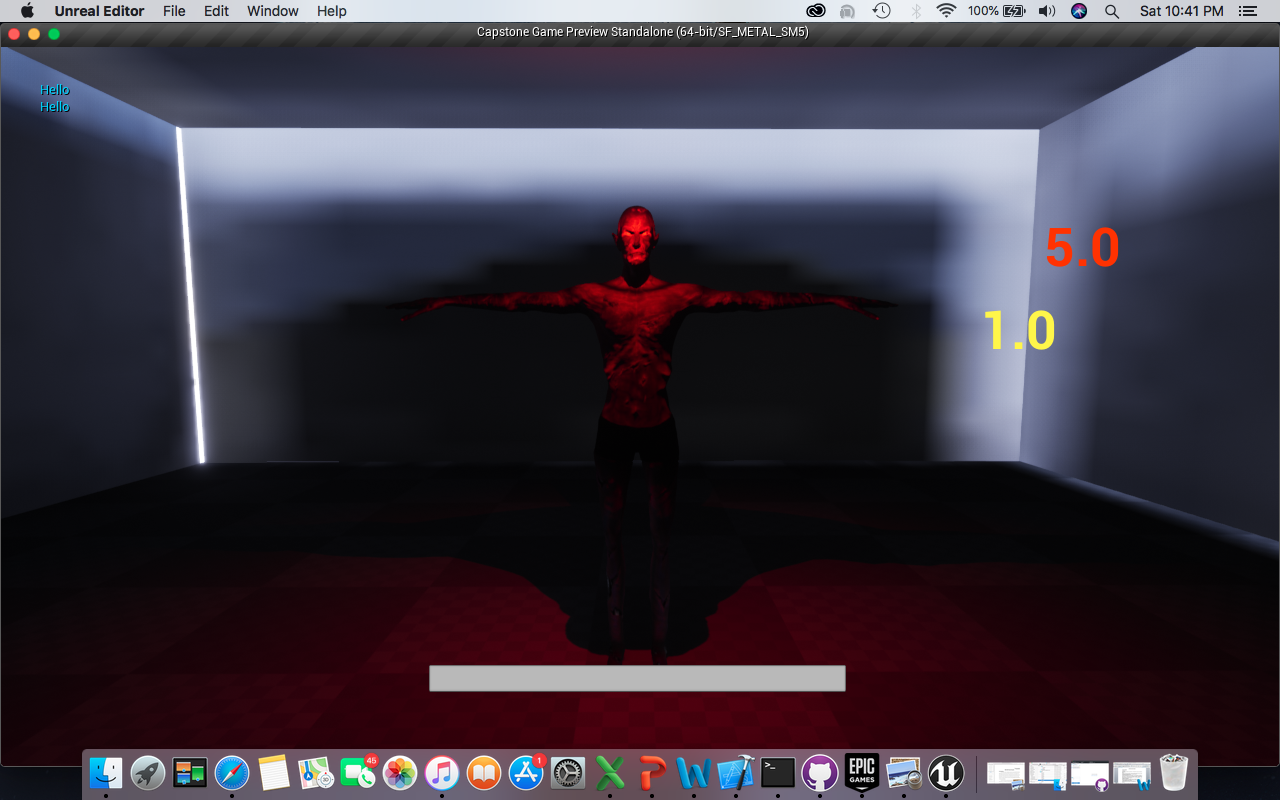 Unreal Editor File Edit Window Help 100% Sat 10:41 PM
Capstone Game Preview Standalone (64-bit/SF_METAL_SM5)
Hello
Hello
5.0
1.0
46
1
EPIC
GAMES